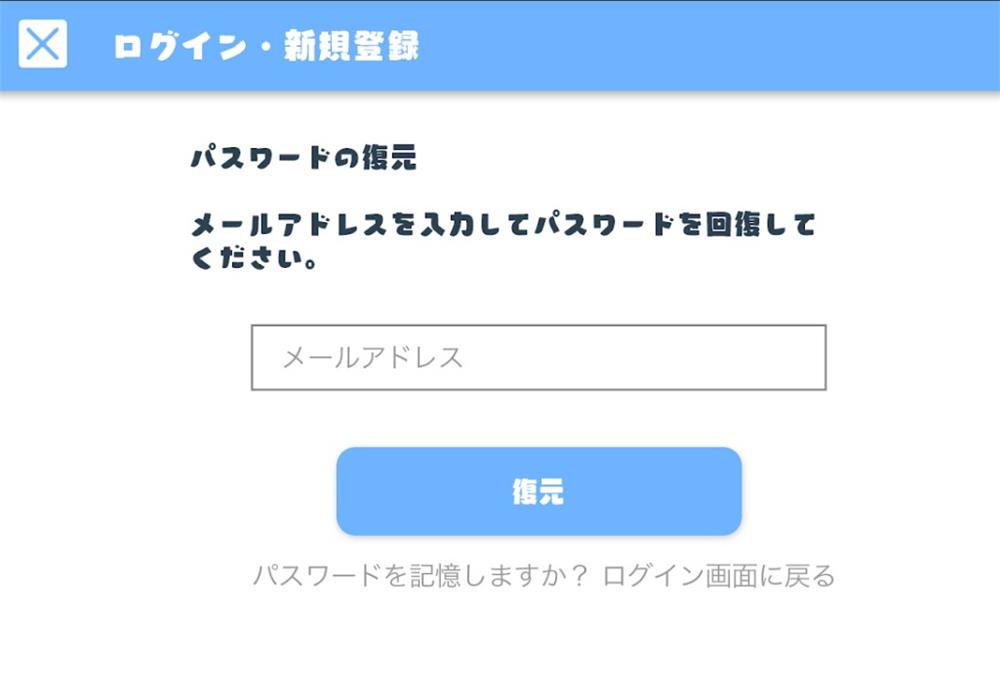 ログイン・新規登録
パスワードの復元
メールアドレスを入力してパスワードを回復して
ください。
メールアドレス
復元
パスワードを記憶しますか？ ログイン画面に戻る